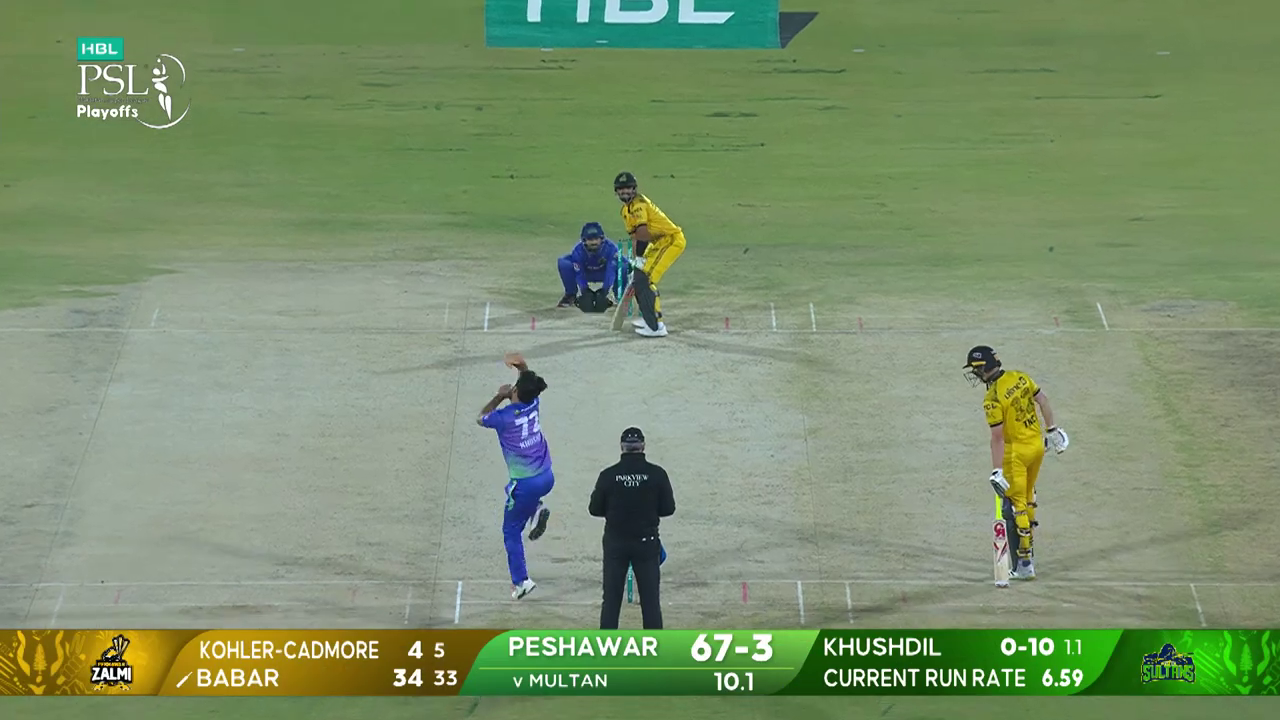 HBL
HBL
PSL
Playoffs
72
PARKVIEW
CITY
ZALMI
KOHLER-CADMORE 4 5
BABAR 34 33
PESHAWAR 67-3
v MULTAN 10.1
KHUSHDIL 0-10 1.1
CURRENT RUN RATE 6.59
SULTANS